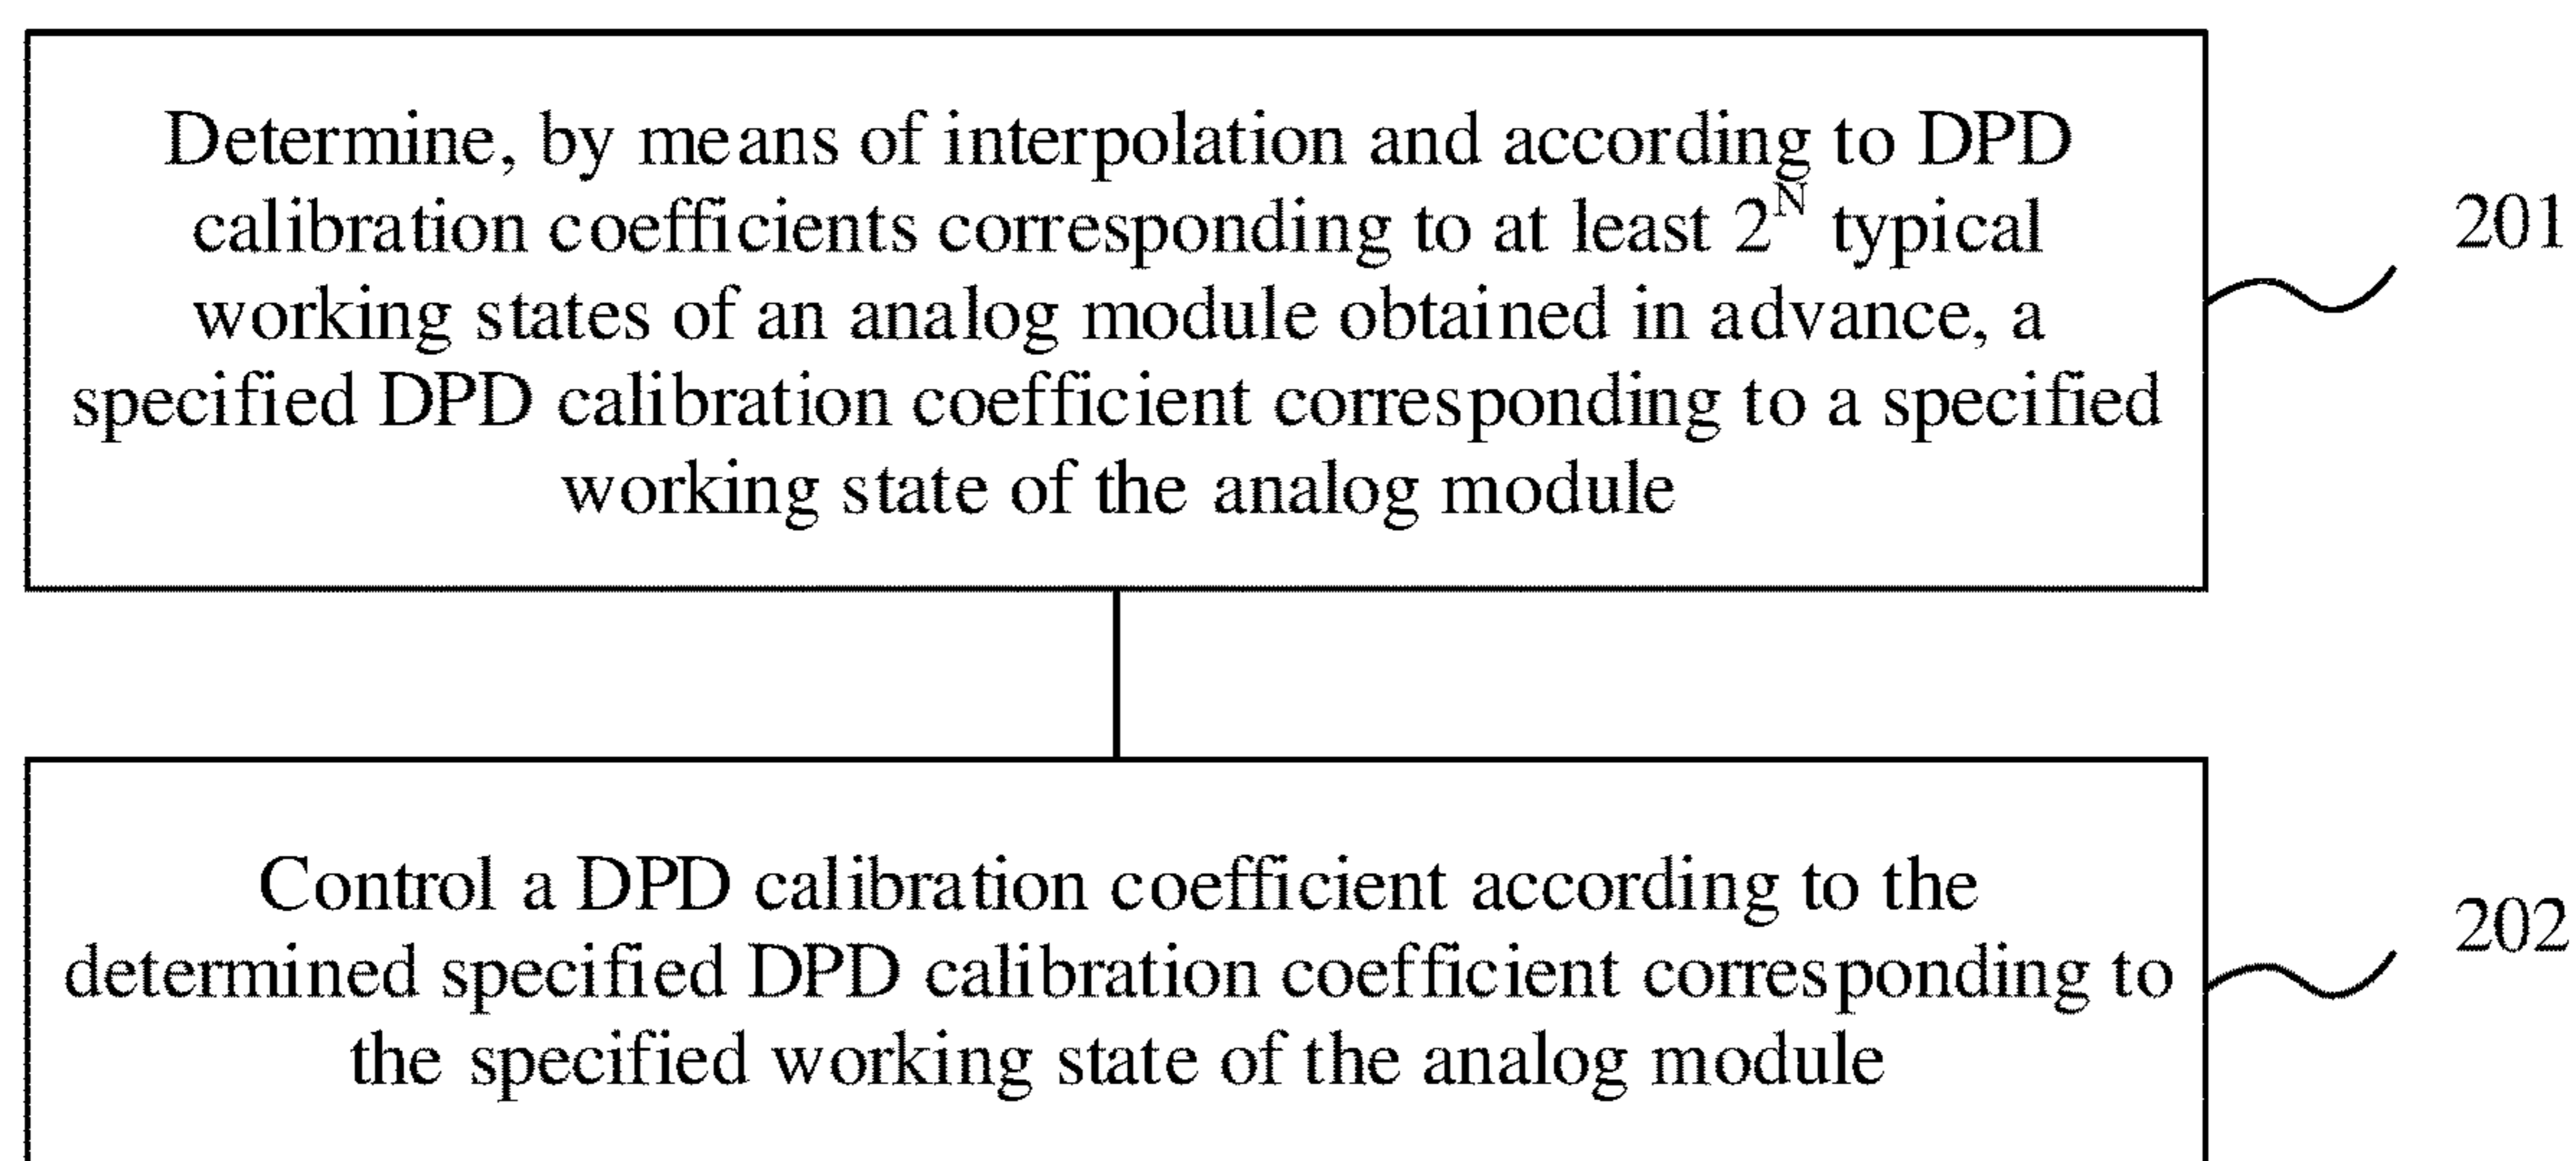 Determine, by means of interpolation and according to DPD
calibration coefficients corresponding to at least 2^N typical
working states of an analog module obtained in advance, a
specified DPD calibration coefficient corresponding to a specified
working state of the analog module
201
Control a DPD calibration coefficient according to the
determined specified DPD calibration coefficient corresponding to
the specified working state of the analog module
202